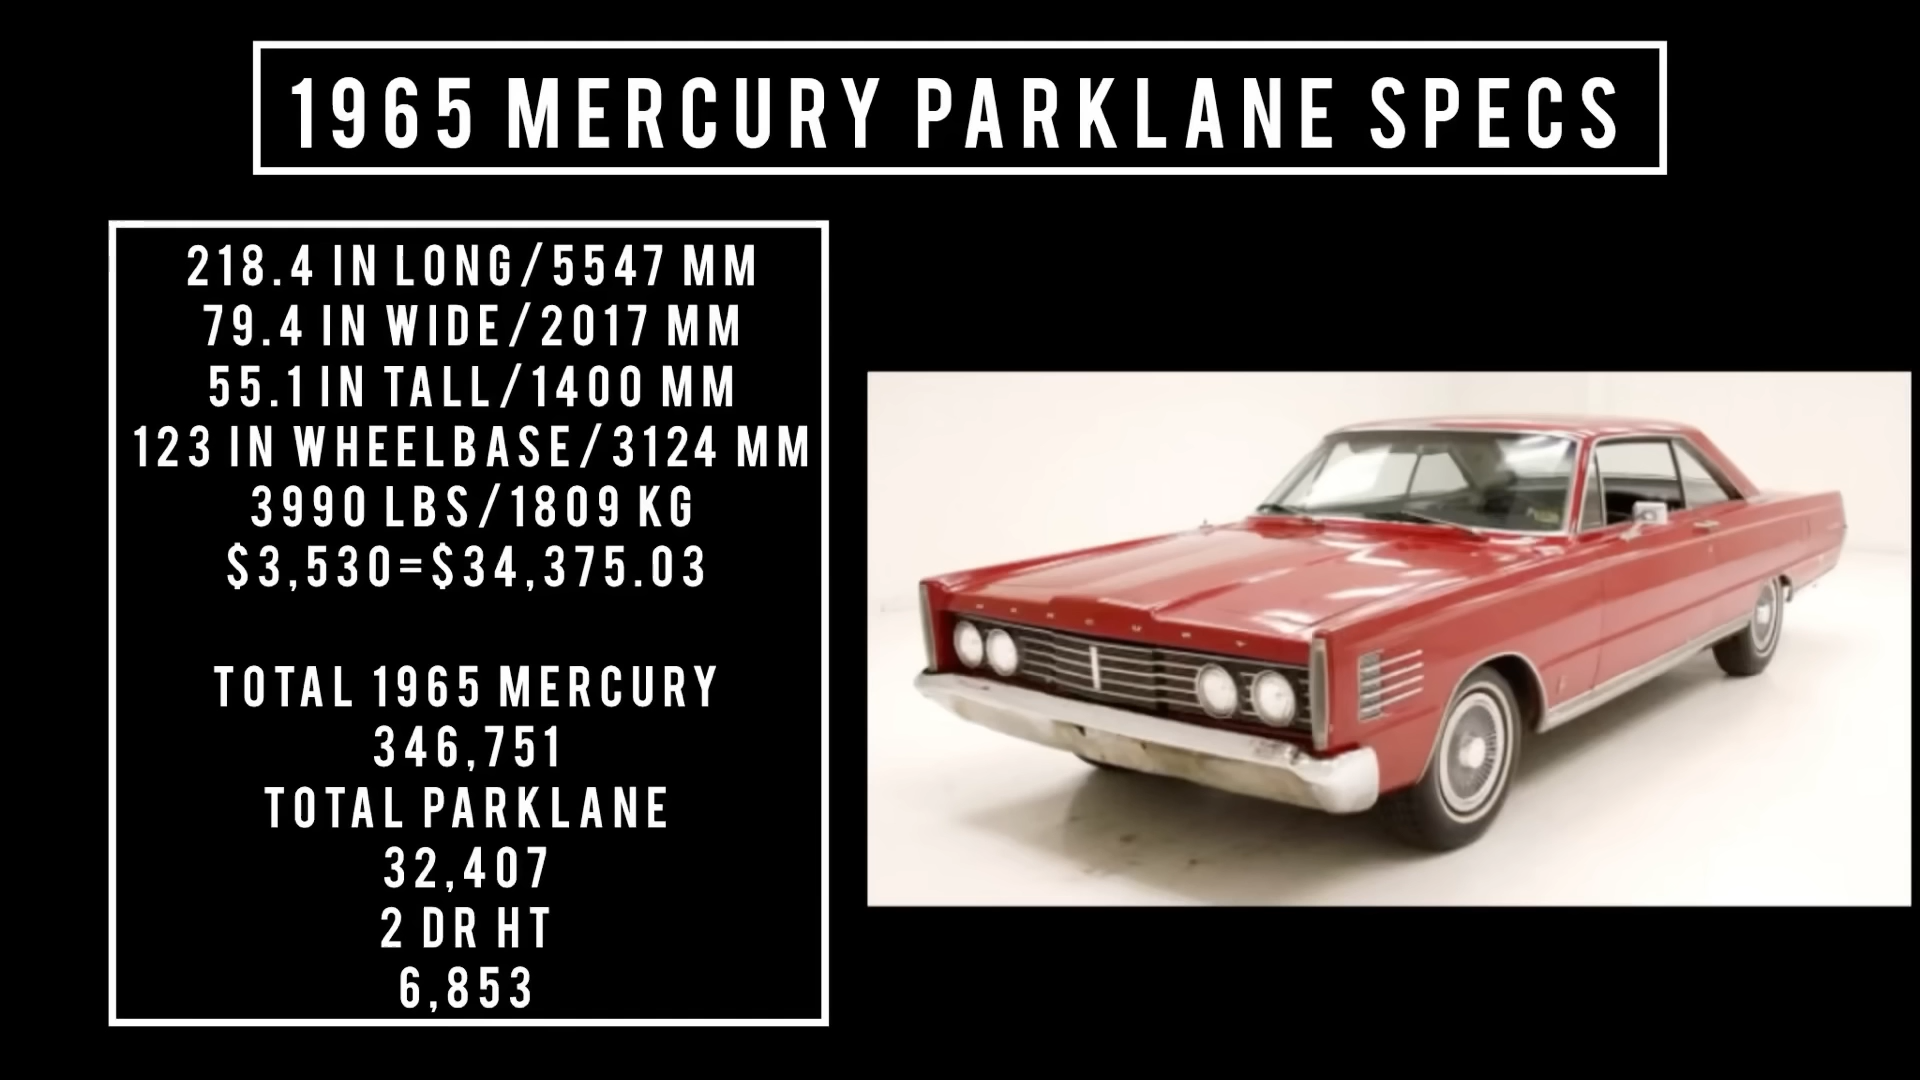 1965 MERCURY PARKLANE SPECS
218.4 IN LONG/5547 MM
79.4 IN WIDE/2017 MM
55.1 IN TALL/1400 MM
123 IN WHEELBASE/3124 MM
3990 LBS/1809 KG
$3,530=$34,375.03
TOTAL 1965 MERCURY
346,751
TOTAL PARKLANE
32,407
2 DR HT
6,853
MERCURY